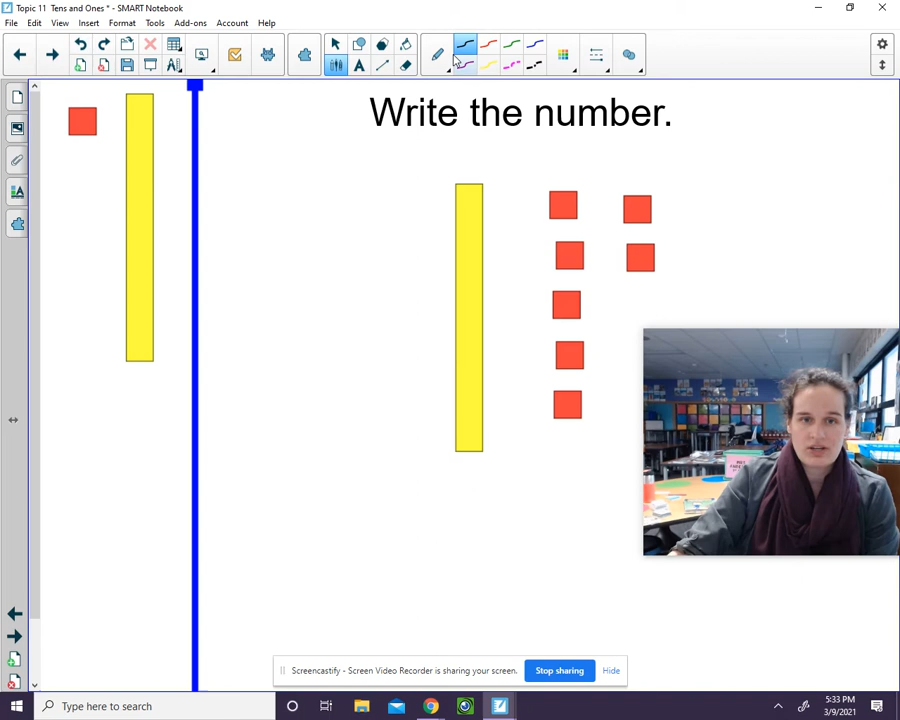 Topic 11 Tens and Ones * - SMART Notebook
File Edit View Insert Format Tools Add-ons Account Help
Write the number.
Screencastify - Screen Video Recorder is sharing your screen. Stop sharing Hide
Type here to search
5:33 PM
3/9/2021